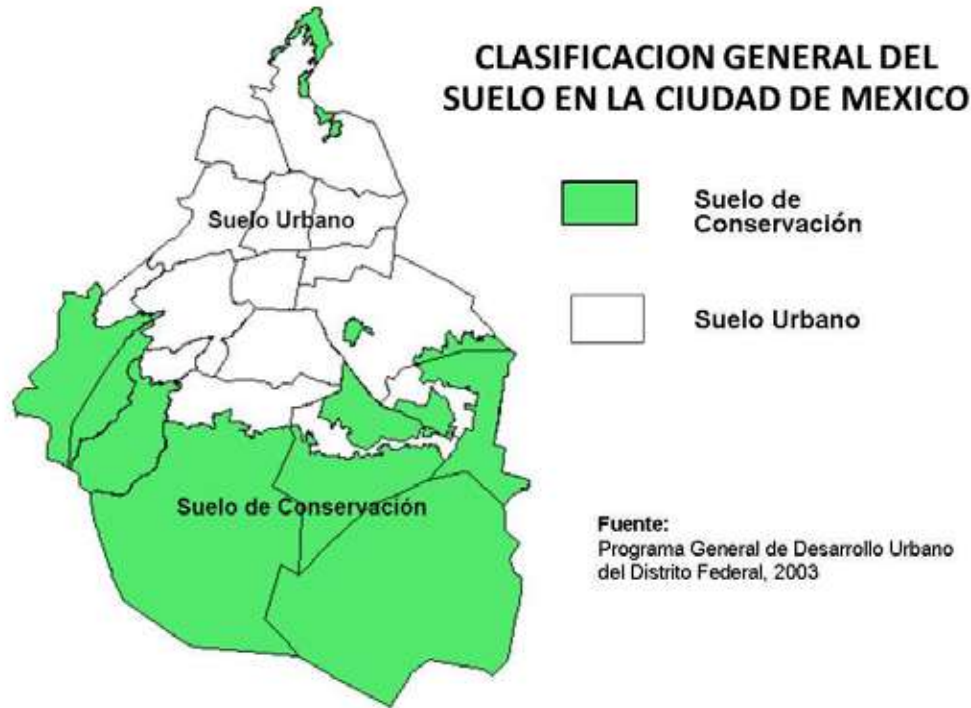 CLASIFICACION GENERAL DEL
SUELO EN LA CIUDAD DE MEXICO
Suelo de
Conservación
Suelo Urbano
Suelo Urbano
Suelo de Conservación
Fuente:
Programa General de Desarrollo Urbano
del Distrito Federal, 2003